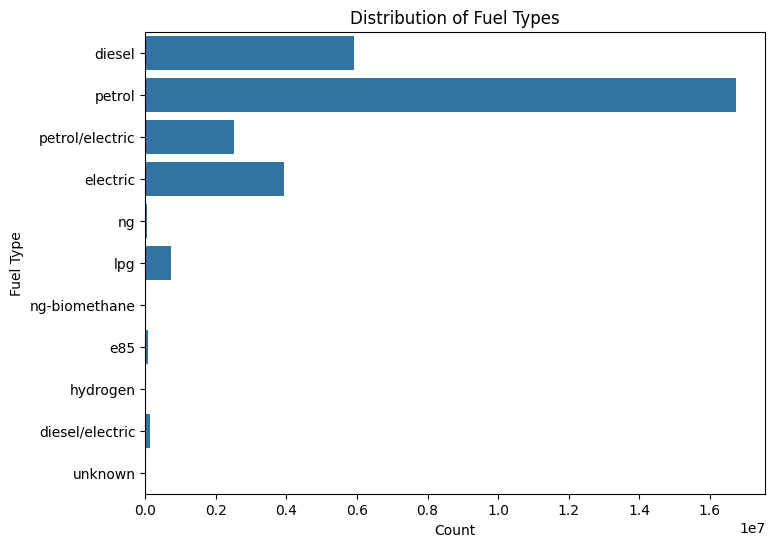 Distribution of Fuel Types
diesel
petrol
petrol/electric
electric
ng
lpg
ng-biomethane
e85
hydrogen
diesel/electric
unknown
Fuel Type
0.0 0.2 0.4 0.6 0.8 1.0 1.2 1.4 1.6
1e7
Count